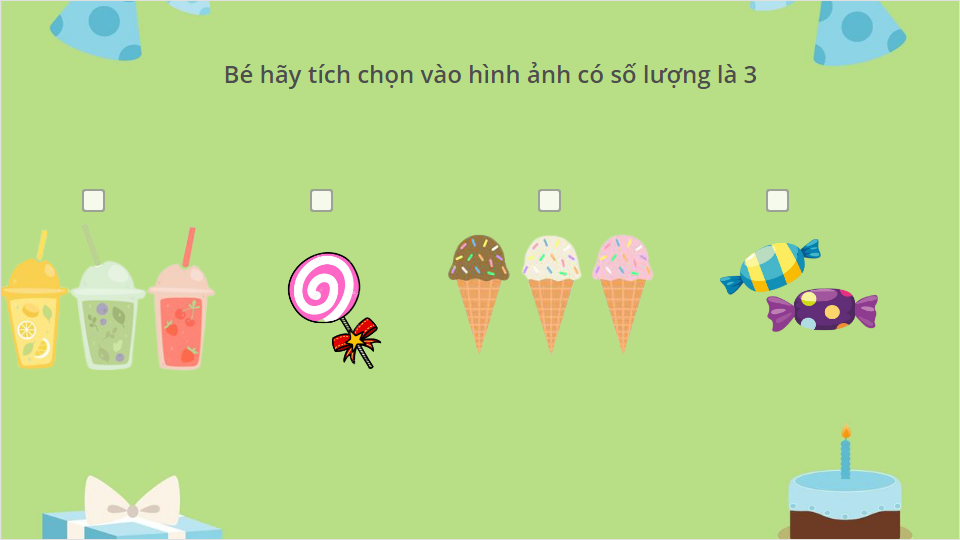 Bé hãy tích chọn vào hình ảnh có số lượng là 3